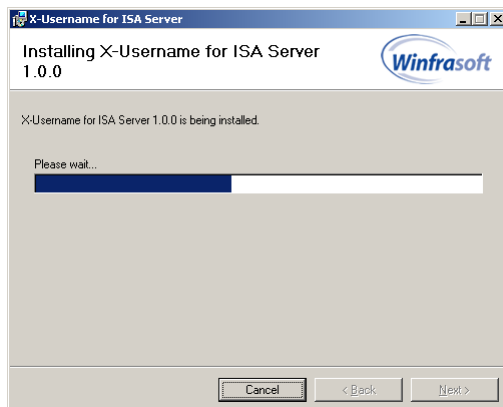 X-Username for ISA Server
Installing X-Username for ISA Server
1.0.0
Winfrasoft
X-Username for ISA Server 1.0.0 is being installed.
Please wait...
Cancel
< Back
Next >